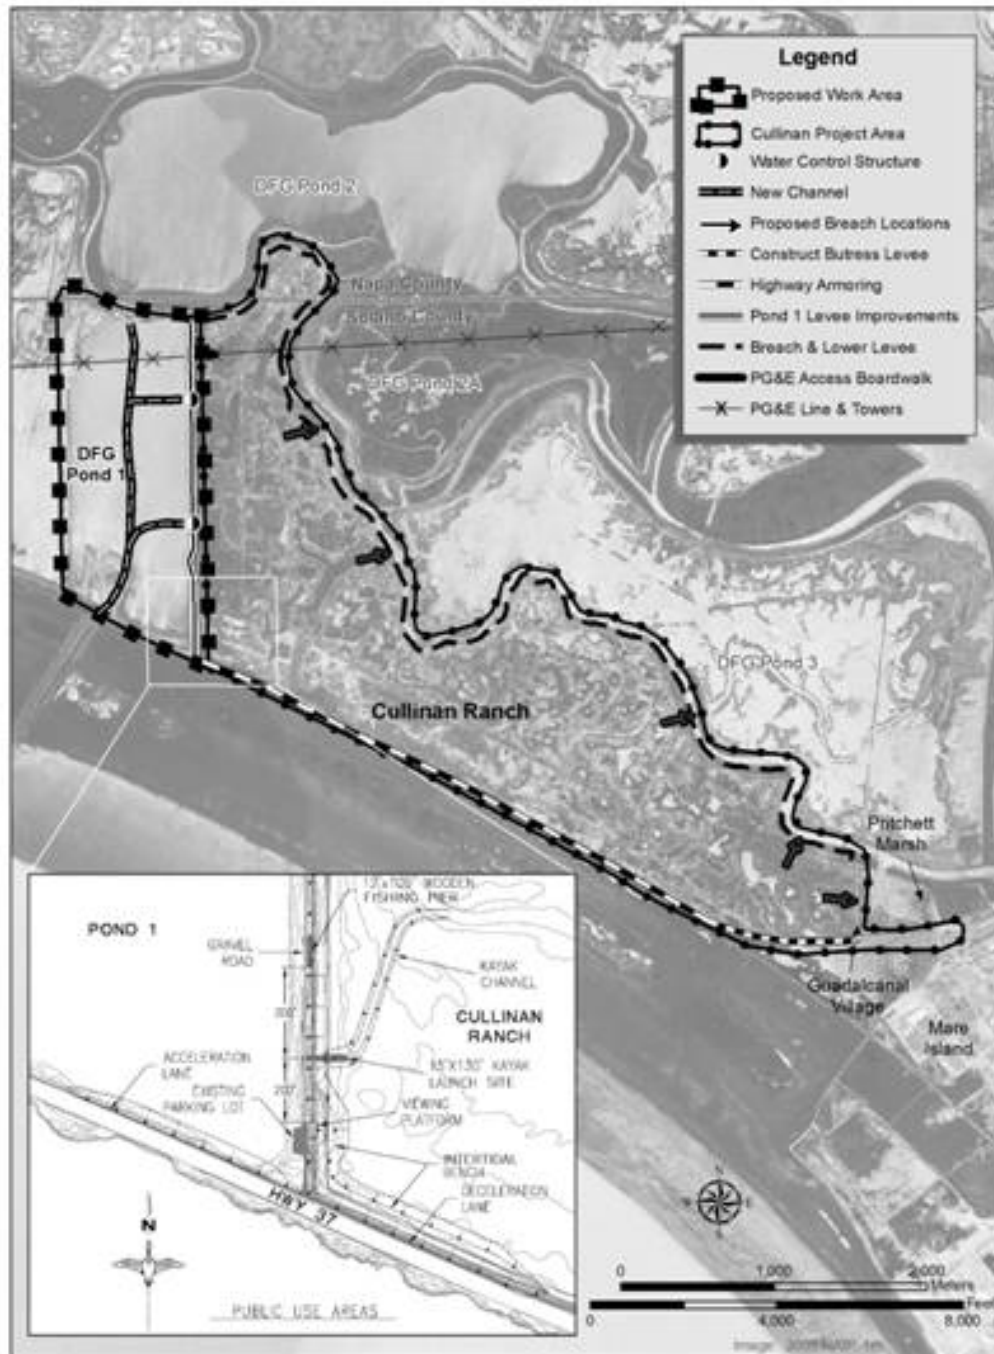 Legend
Proposed Work Area
Cullinan Project Area
Water Control Structure
New Channel
Proposed Breach Locations
Construct Butress Levee
Highway Armoring
Pond 1 Levee Improvements
Breach & Lower Levee
PG&E Access Boardwalk
PG&E Line & Towers
DFG Pond 2
Napa County
Solano County
DFG Pond 2A
DFG
Pond 1
DFG Pond 3
Cullinan Ranch
Pritchett
Marsh
Guadalcanal
Village
Mare
Island
POND 1
WOODEN
FISHING PIER
GRAVEL
ROAD
KAYAK
CHANNEL
CULLINAN
RANCH
300'
ACCELERATION
LANE
KAYAK
LAUNCH SITE
EXISTING
PARKING LOT
200'
VIEWING
PLATFORM
INTERTIDAL
BENCH
DECELERATION
LANE
HWY 37
N
PUBLIC USE AREAS
N
W
E
S
0
1,000
2,000
Meters
Feet
0
4,000
8,000